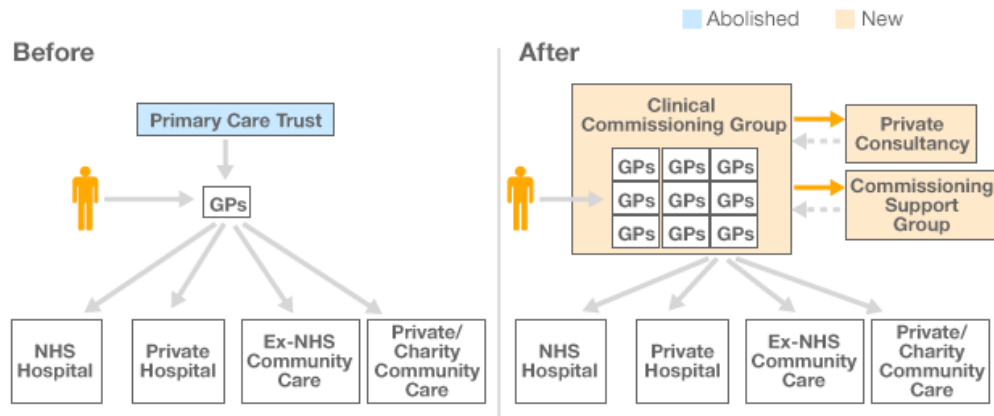 Abolished
New
Before
Primary Care Trust
GPs
NHS
Hospital
Private
Hospital
Ex-NHS
Community
Care
Private/
Charity
Community
Care
After
Clinical
Commissioning Group
GPs GPs GPs
GPs GPs GPs
GPs GPs GPs
Private
Consultancy
Commissioning
Support
Group
NHS
Hospital
Private
Hospital
Ex-NHS
Community
Care
Private/
Charity
Community
Care